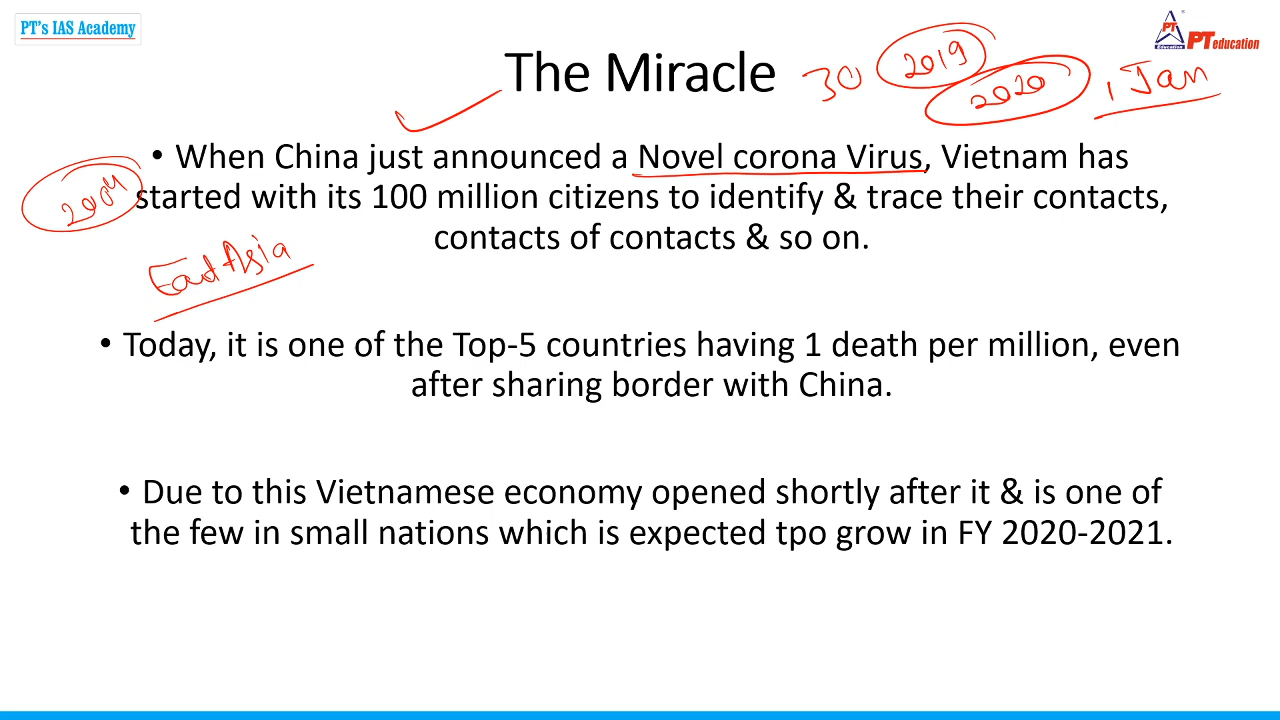 PT's IAS Academy
PT
Education
PT education
The Miracle
30
2019
2020
1 Jan
• When China just announced a Novel corona Virus, Vietnam has
2004
started with its 100 million citizens to identify & trace their contacts,
contacts of contacts & so on.
East Asia
• Today, it is one of the Top-5 countries having 1 death per million, even
after sharing border with China.
• Due to this Vietnamese economy opened shortly after it & is one of
the few in small nations which is expected tpo grow in FY 2020-2021.